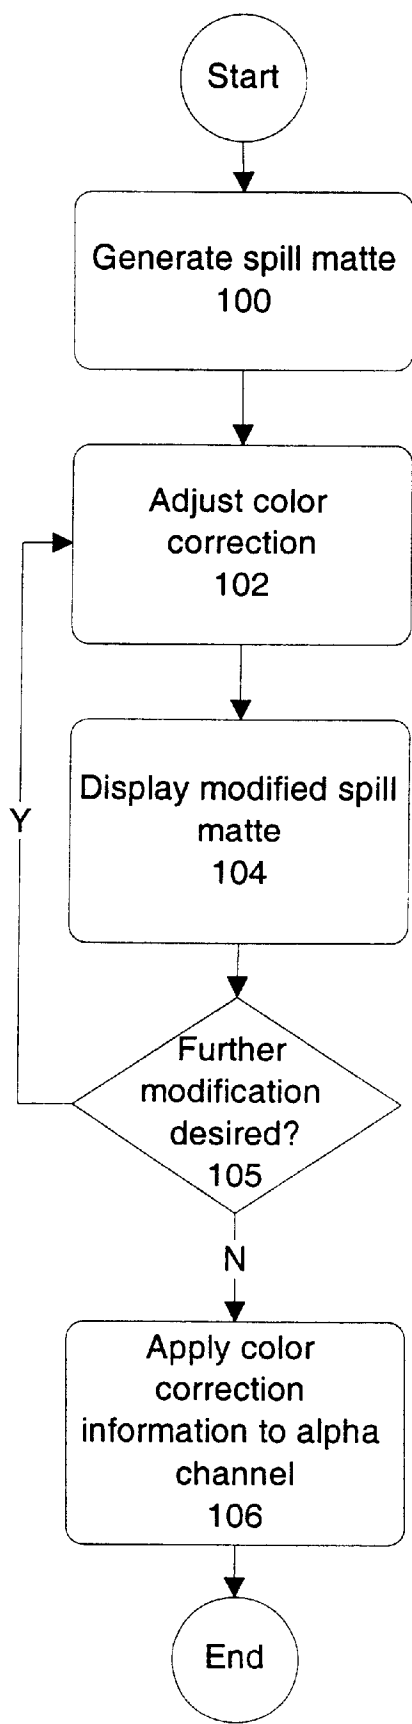 Start
Generate spill matte
100
Adjust color
correction
102
Display modified spill
matte
104
Y
Further
modification
desired?
105
N
Apply color
correction
information to alpha
channel
106
End